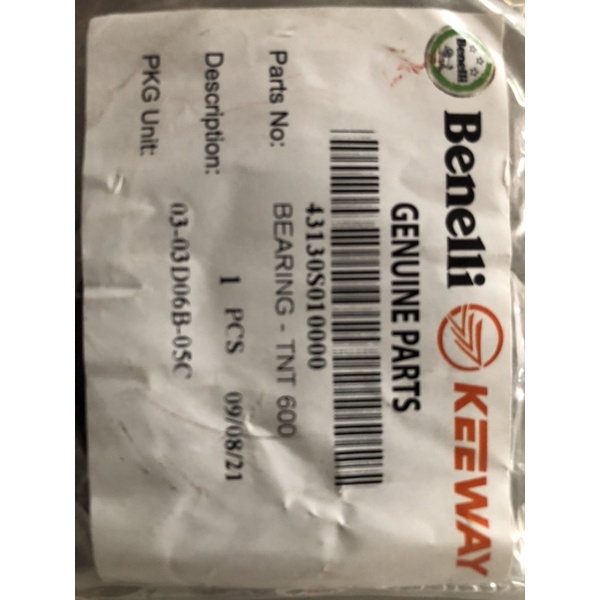 Benelli
Benelli KEEWAY
GENUINE PARTS
Parts No: 43130S010000
Description: BEARING - TNT 600
PKG Unit: 1 PCS 09/08/21
03-03D06B-05C